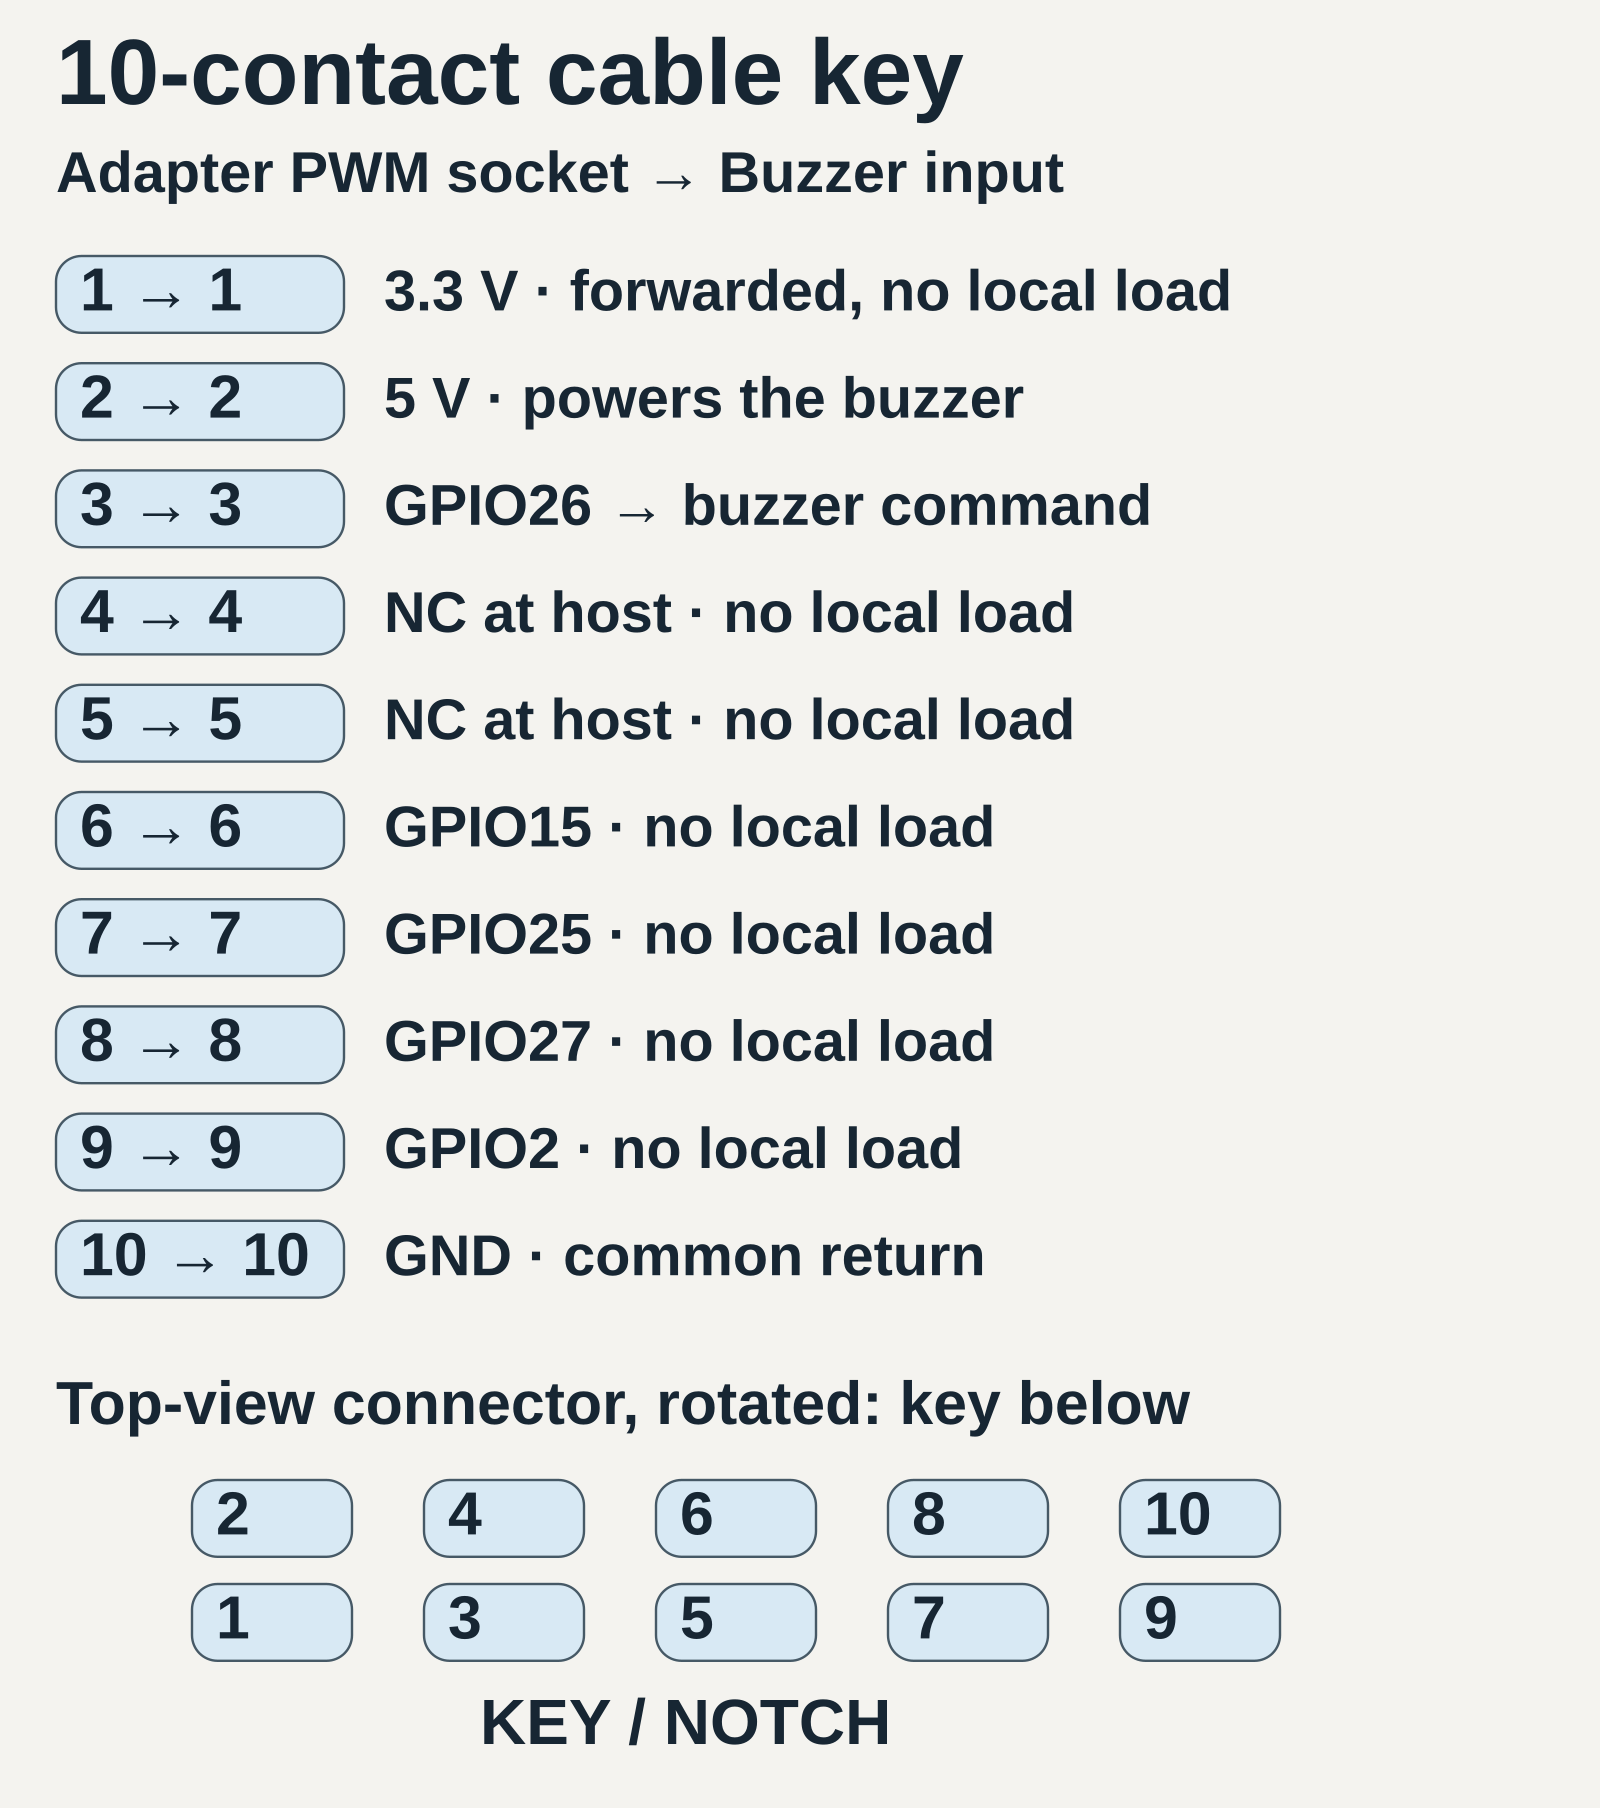 10-contact cable key
Adapter PWM socket → Buzzer input
1 → 1 3.3 V · forwarded, no local load
2 → 2 5 V · powers the buzzer
3 → 3 GPIO26 → buzzer command
4 → 4 NC at host · no local load
5 → 5 NC at host · no local load
6 → 6 GPIO15 · no local load
7 → 7 GPIO25 · no local load
8 → 8 GPIO27 · no local load
9 → 9 GPIO2 · no local load
10 → 10 GND · common return
Top-view connector, rotated: key below
2 4 6 8 10
1 3 5 7 9
KEY / NOTCH